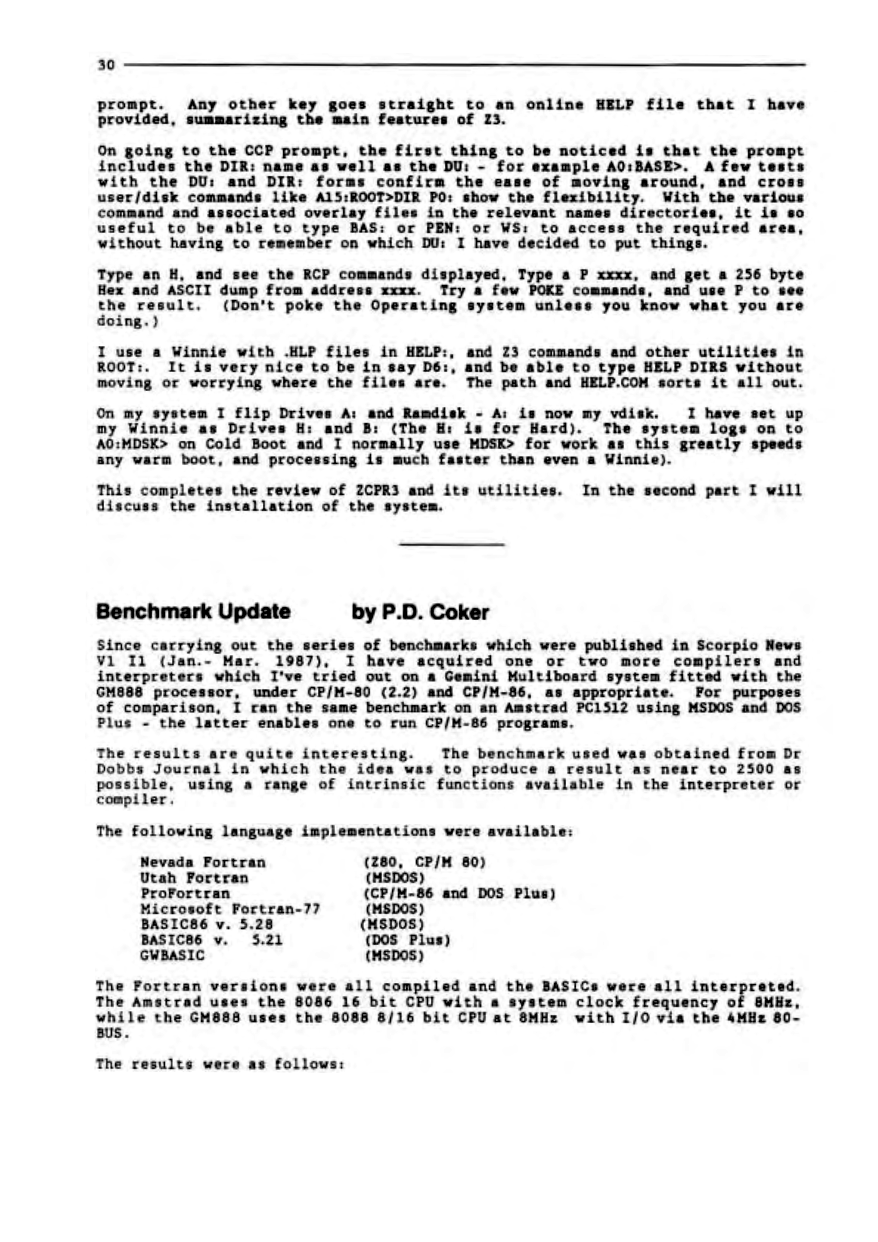 30
prompt. Any other key goes straight to an online HELP file that I have
provided, summarizing the main features of Z3.
On going to the CCP prompt, the first thing to be noticed is that the prompt
includes the DIR: name as well as the DU: - for example A0:BASE>. A few tests
with the DU: and DIR: forms confirm the ease of moving around, and cross
user/disk commands like A15:ROOT>DIR P0: show the flexibility. With the various
command and associated overlay files in the relevant names directories, it is so
useful to be able to type BAS: or PEN: or WS: to access the required area,
without having to remember on which DU: I have decided to put things.
Type an H, and see the RCP commands displayed, Type a P xxxx, and get a 256 byte
Hex and ASCII dump from address xxxx. Try a few POKE commands, and use P to see
the result. (Don't poke the Operating system unless you know what you are
doing.)
I use a Winnie with .HLP files in HELP:, and Z3 commands and other utilities in
ROOT:. It is very nice to be in say D6:, and be able to type HELP DIRS without
moving or worrying where the files are. The path and HELP.COM sorts it all out.
On my system I flip Drives A: and Ramdisk - A: is now my vdisk. I have set up
my Winnie as Drives H: and B: (The H: is for Hard). The system logs on to
A0:MDSK> on Cold Boot and I normally use MDSK> for work as this greatly speeds
any warm boot, and processing is much faster than even a Winnie).
This completes the review of ZCPR3 and its utilities. In the second part I will
discuss the installation of the system.
Benchmark Update by P.D. Coker
Since carrying out the series of benchmarks which were published in Scorpio News
V1 I1 (Jan.- Mar. 1987), I have acquired one or two more compilers and
interpreters which I've tried out on a Gemini Multiboard system fitted with the
GM888 processor, under CP/M-80 (2.2) and CP/M-86, as appropriate. For purposes
of comparison, I ran the same benchmark on an Amstrad PC1512 using MSDOS and DOS
Plus - the latter enables one to run CP/M-86 programs.
The results are quite interesting. The benchmark used was obtained from Dr
Dobbs Journal in which the idea was to produce a result as near to 2500 as
possible, using a range of intrinsic functions available in the interpreter or
compiler.
The following language implementations were available:
Nevada Fortran (Z80, CP/M 80)
Utah Fortran (MSDOS)
ProFortran (CP/M-86 and DOS Plus)
Microsoft Fortran-77 (MSDOS)
BASIC86 v. 5.28 (MSDOS)
BASIC86 v. 5.21 (DOS Plus)
GWBASIC (MSDOS)
The Fortran versions were all compiled and the BASICs were all interpreted.
The Amstrad uses the 8086 16 bit CPU with a system clock frequency of 8MHz,
while the GM888 uses the 8088 8/16 bit CPU at 8MHz with I/O via the 4MHz 80-
BUS.
The results were as follows: